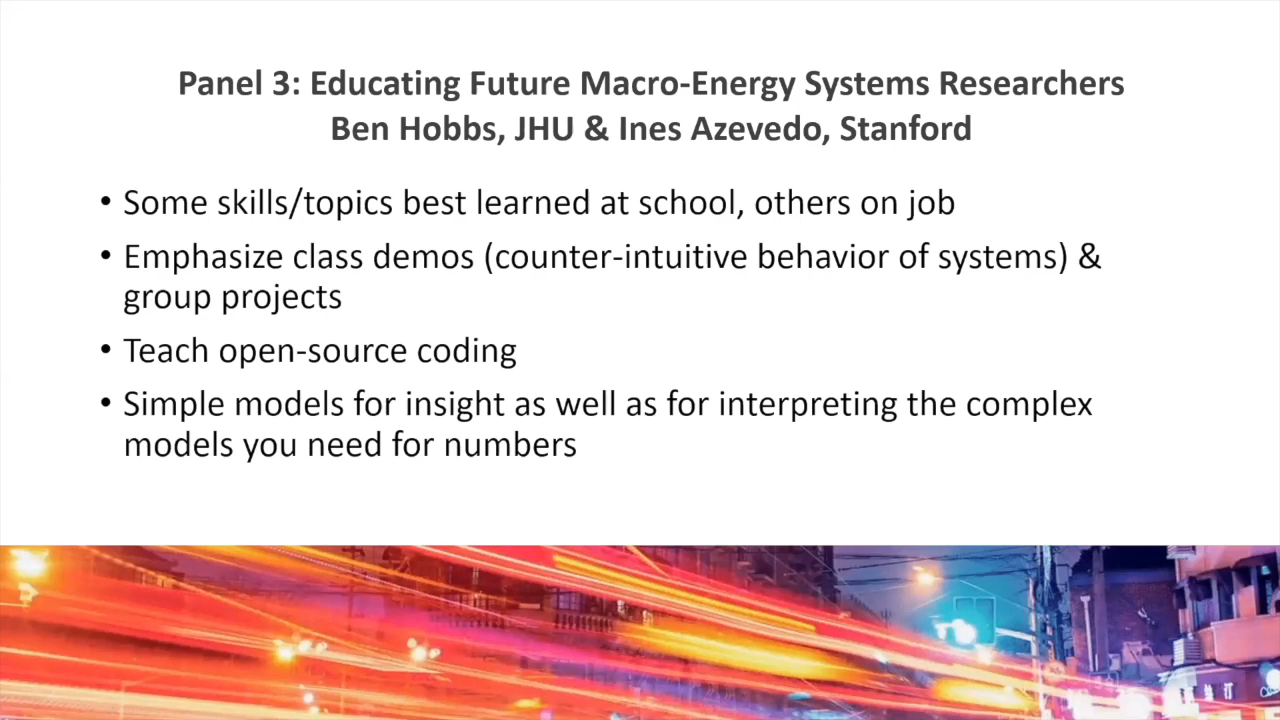 Panel 3: Educating Future Macro-Energy Systems Researchers
Ben Hobbs, JHU & Ines Azevedo, Stanford
• Some skills/topics best learned at school, others on job
• Emphasize class demos (counter-intuitive behavior of systems) &
group projects
• Teach open-source coding
• Simple models for insight as well as for interpreting the complex
models you need for numbers